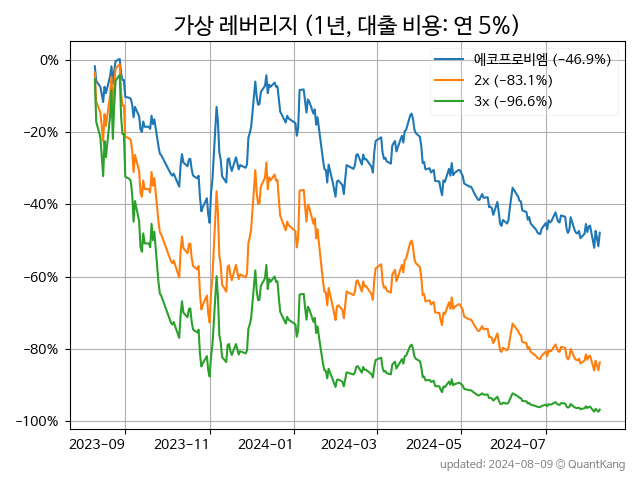 가상 레버리지 (1년, 대출 비용: 연 5%)
에코프로비엠 (−46.9%)
2x (−83.1%)
3x (−96.6%)
0%
−20%
−40%
−60%
−80%
−100%
2023-09 2023-11 2024-01 2024-03 2024-05 2024-07
updated: 2024-08-09 © QuantKang